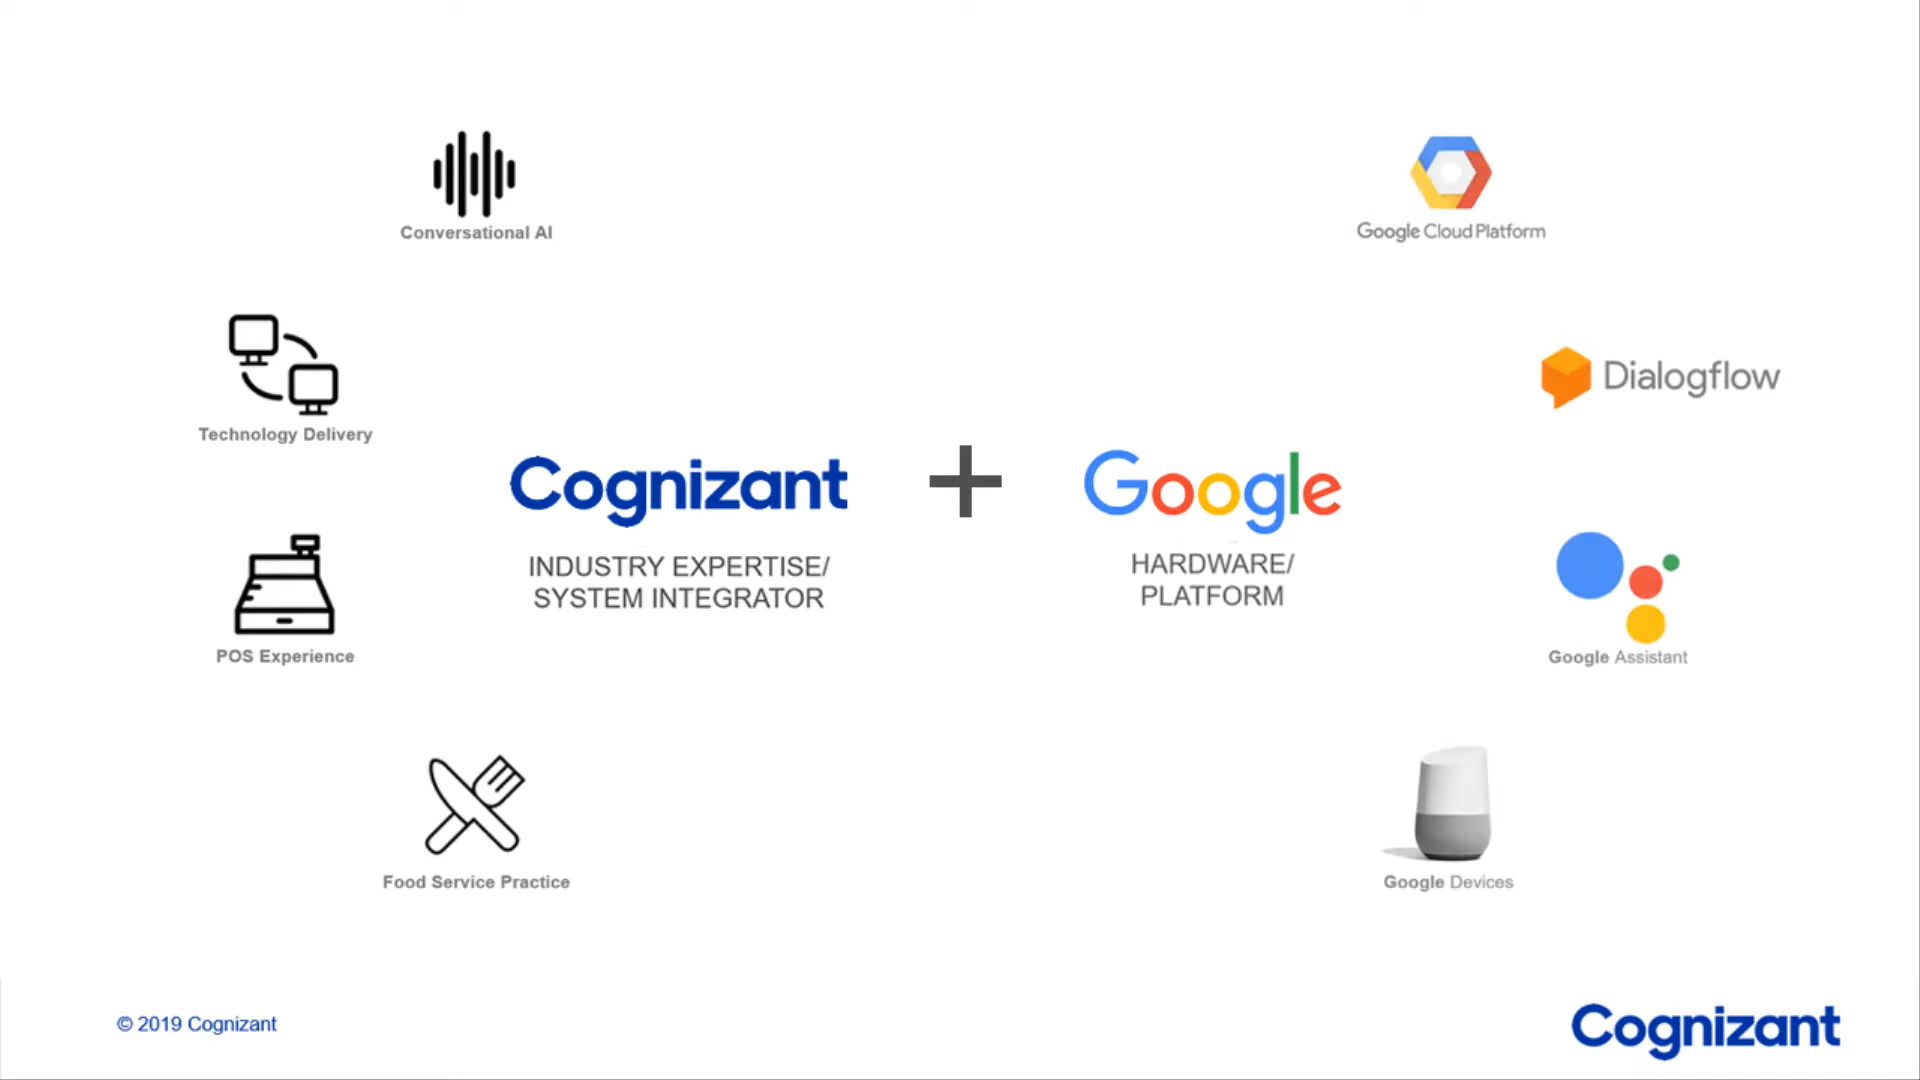 Conversational AI
Google Cloud Platform
Technology Delivery
Dialogflow
Cognizant
+
Google
INDUSTRY EXPERTISE/
SYSTEM INTEGRATOR
HARDWARE/
PLATFORM
POS Experience
Google Assistant
Food Service Practice
Google Devices
© 2019 Cognizant
Cognizant